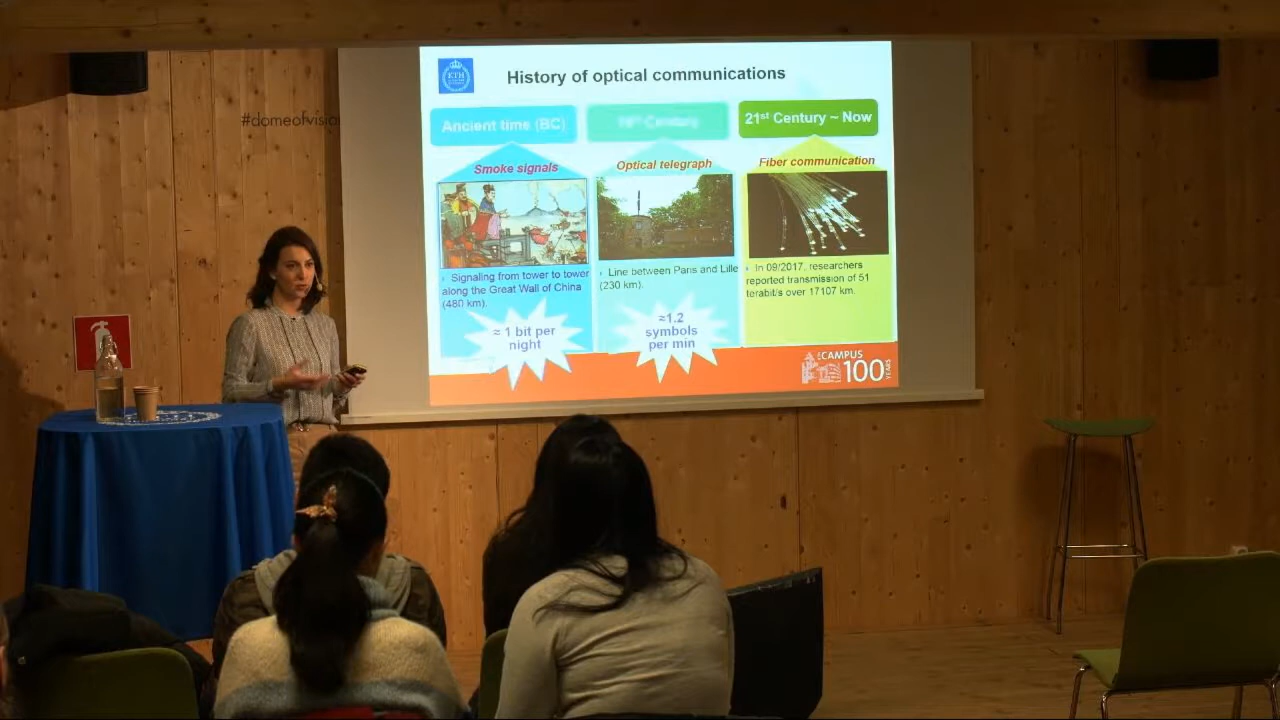 #domeofvisio
KTH
History of optical communications
Ancient time (BC)
Century
21st Century ~ Now
Smoke signals
Optical telegraph
Fiber communication
Signaling from tower to tower
along the Great Wall of China
(480 km).
Line between Paris and Lille
(230 km).
In 09/2017, researchers
reported transmission of 51
terabit/s over 17107 km.
≈ 1 bit per
night
≈1.2
symbols
per min
CAMPUS
100
YEARS